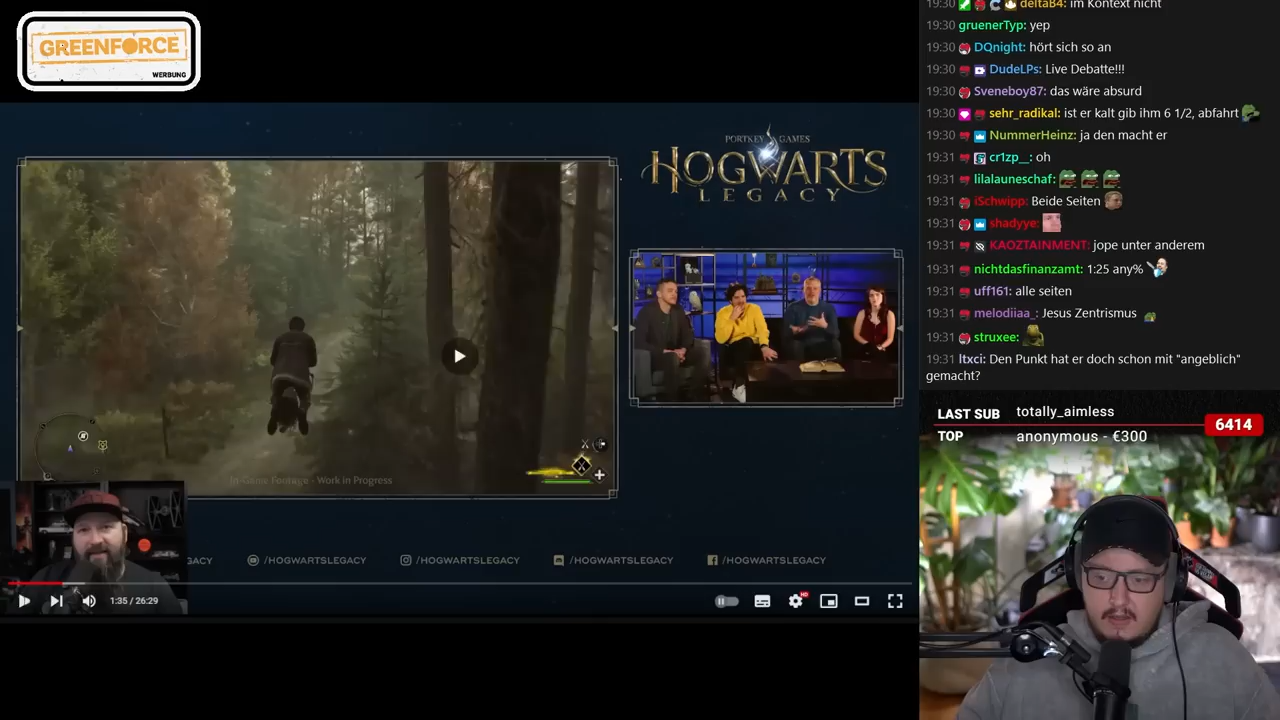 GREENFORCE
WERBUNG
PORTKEY GAMES
HOGWARTS
LEGACY
In-Game Footage - Work in Progress
GACY
/HOGWARTSLEGACY
/HOGWARTSLEGACY
/HOGWARTSLEGACY
/HOGWARTSLEGACY
1:35 / 26:29
HD
19:30 deltaB4: im Kontext nicht
19:30 gruenerTyp: yep
19:30 DQnight: hört sich so an
19:30 DudeLPs: Live Debatte!!!
19:30 Sveneboy87: das wäre absurd
19:30 sehr_radikal: ist er kalt gib ihm 6 1/2, abfahrt
19:30 NummerHeinz: ja den macht er
19:31 cr1zp__: oh
19:31 lilalauneschaf:
19:31 iSchwipp: Beide Seiten
19:31 shadyye:
19:31 KAOZTAINMENT: jope unter anderem
19:31 nichtdasfinanzamt: 1:25 any%
19:31 uff161: alle seiten
19:31 melodiiaa_: Jesus Zentrismus
19:31 struxee:
19:31 ltxci: Den Punkt hat er doch schon mit "angeblich"
gemacht?
LAST SUB totally_aimless
TOP anonymous - €300
6414